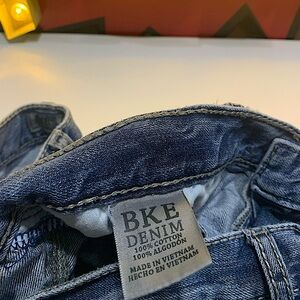 BKE
DENIM
100% COTTON
100% ALGODÓN
MADE IN VIETNAM
HECHO EN VIETNAM